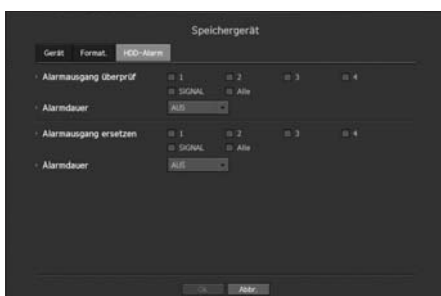 Speichergerät
Gerät Format. HDD-Alarm
Alarmausgang überprüf 1 2 3 4
SIGNAL Alle
Alarmdauer AUS
Alarmausgang ersetzen 1 2 3 4
SIGNAL Alle
Alarmdauer AUS
Ok Abbr.